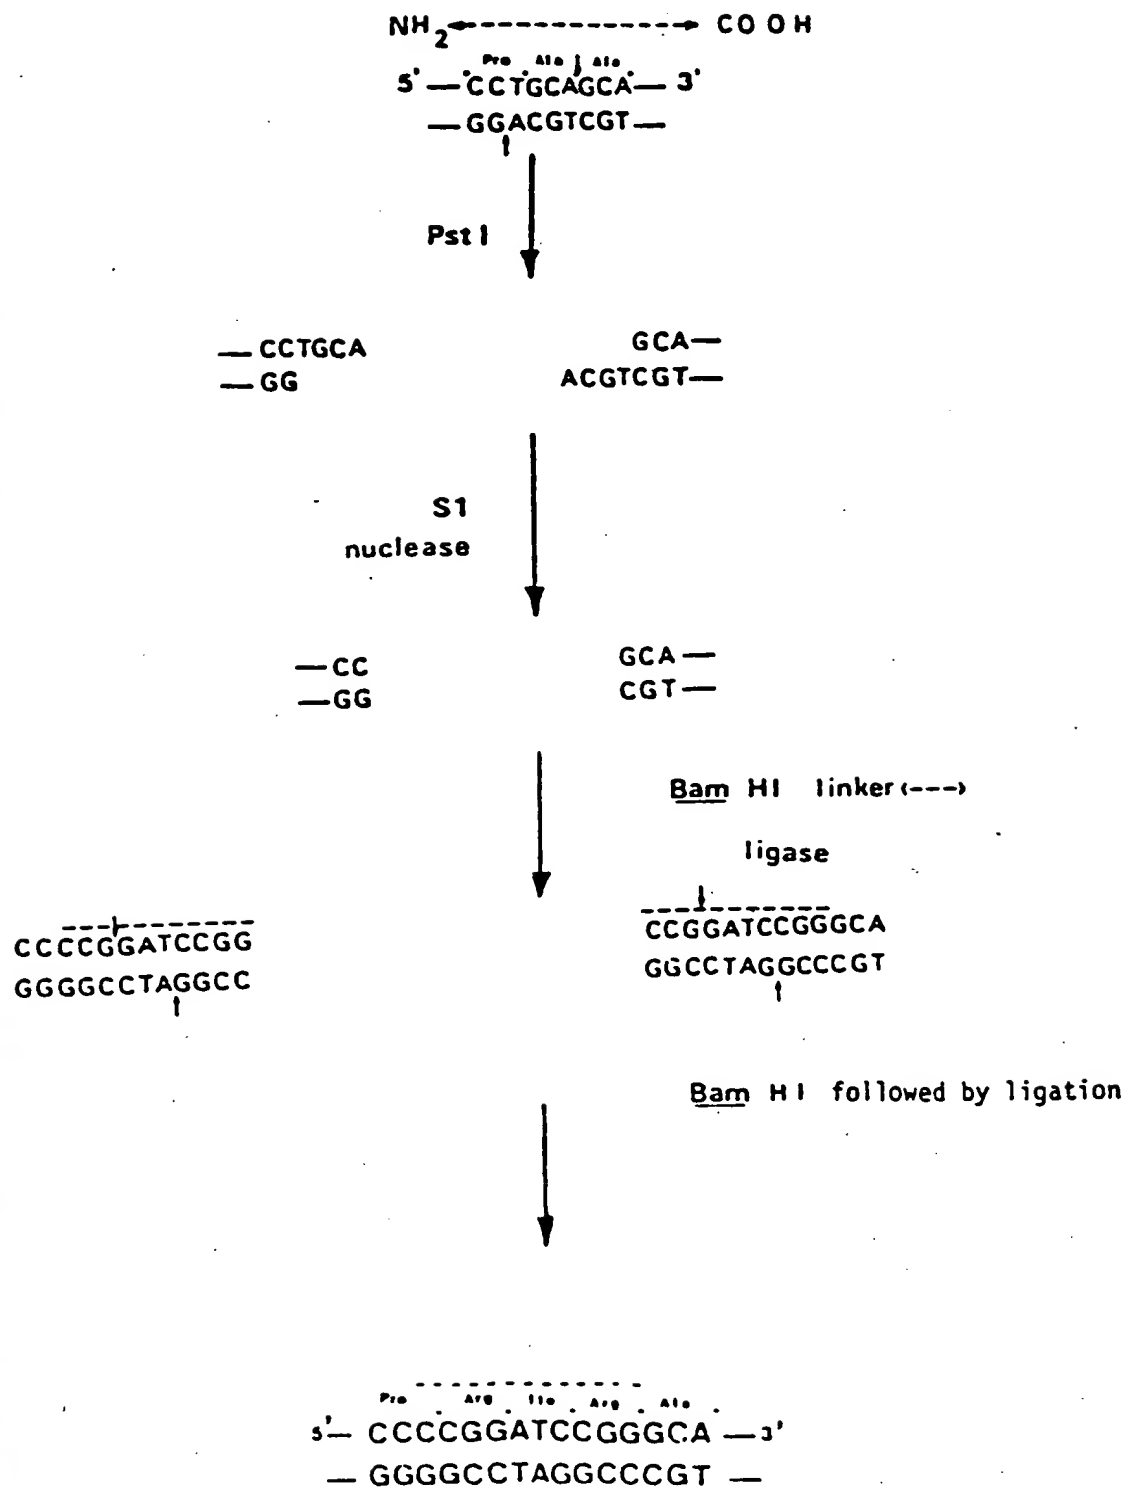 NH2 <------------> COOH
Pro Ala Ala
5' — CCTGCAGCA — 3'
— GGACGTCGT —
Pst I
— CCTGCA GCA —
— GG ACGTCGT —
S1
nuclease
— CC GCA —
— GG CGT —
Bam HI linker <--->
ligase
CCCCGGATCCGG CCGGATCCGGGCA
GGGGCCTAGGCC GGCCTAGGCCCGT
Bam HI followed by ligation
Pro Arg Ile Arg Ala
5' — CCCCGGATCCGGGCA — 3'
— GGGGCCTAGGCCCGT —